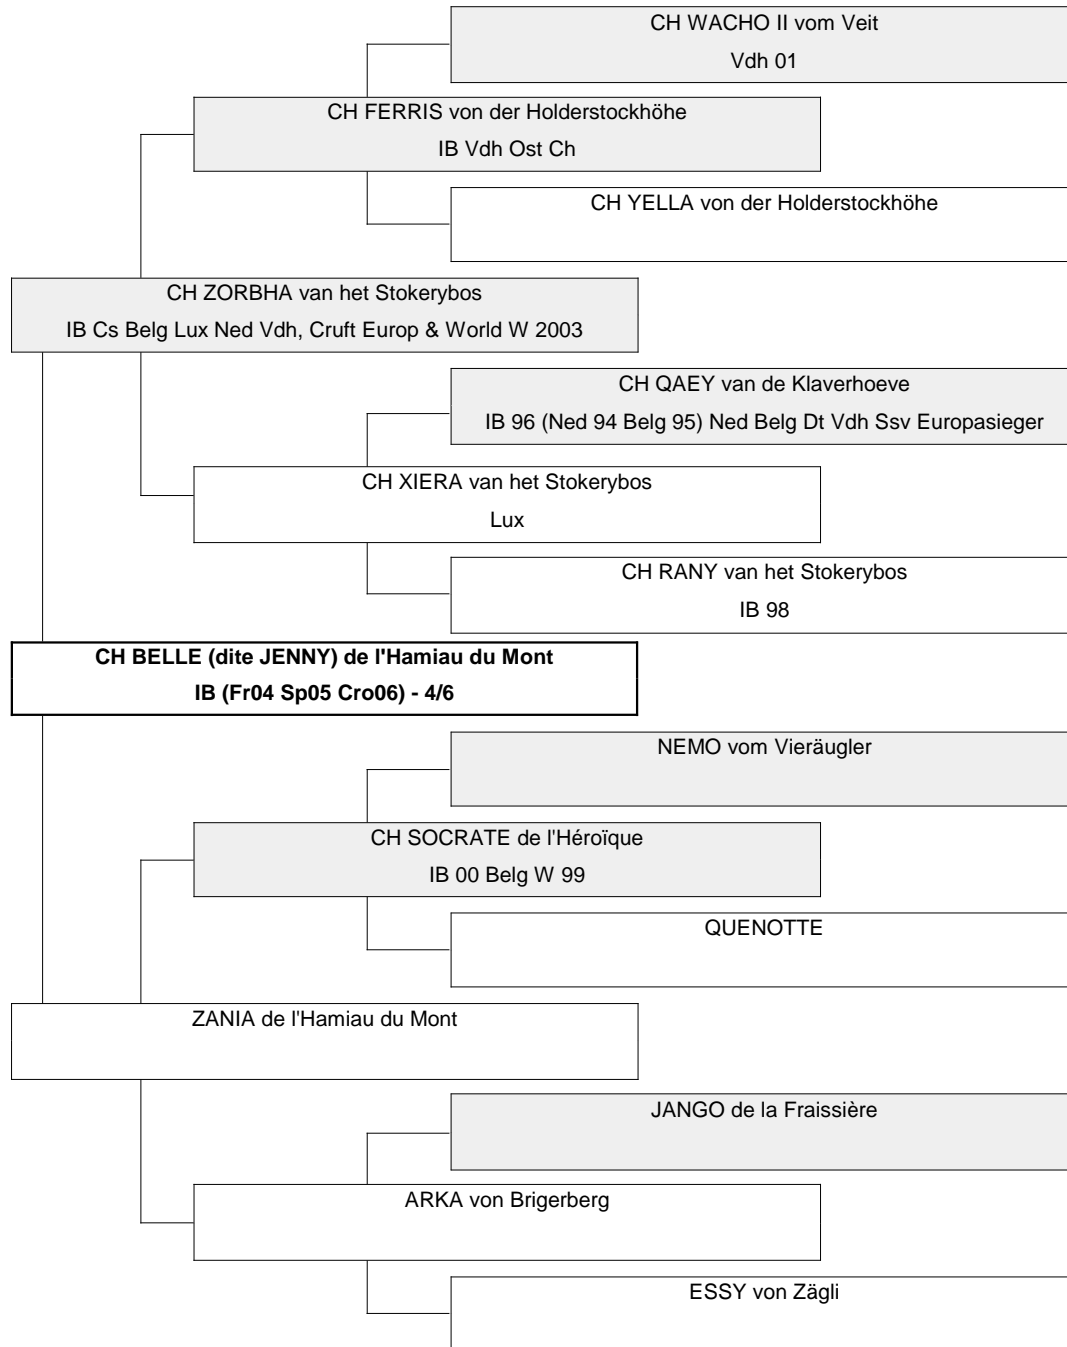 CH WACHO II vom Veit
Vdh 01
CH FERRIS von der Holderstockhöhe
IB Vdh Ost Ch
CH YELLA von der Holderstockhöhe
CH ZORBHA van het Stokerybos
IB Cs Belg Lux Ned Vdh, Cruft Europ & World W 2003
CH QAEY van de Klaverhoeve
IB 96 (Ned 94 Belg 95) Ned Belg Dt Vdh Ssv Europasieger
CH XIERA van het Stokerybos
Lux
CH RANY van het Stokerybos
IB 98
CH BELLE (dite JENNY) de l'Hamiau du Mont
IB (Fr04 Sp05 Cro06) - 4/6
NEMO vom Vieräugler
CH SOCRATE de l'Héroïque
IB 00 Belg W 99
QUENOTTE
ZANIA de l'Hamiau du Mont
JANGO de la Fraissière
ARKA von Brigerberg
ESSY von Zägli